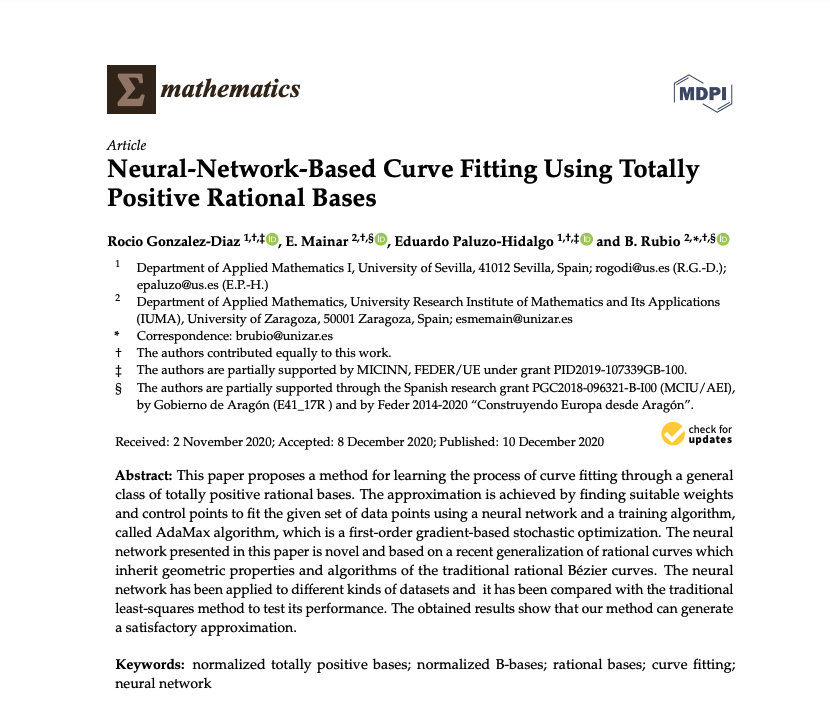 Σ mathematics
MDPI
Article
Neural-Network-Based Curve Fitting Using Totally
Positive Rational Bases
Rocio Gonzalez-Diaz 1,†,‡ iD, E. Mainar 2,†,§ iD, Eduardo Paluzo-Hidalgo 1,†,‡ iD and B. Rubio 2,*,†,§ iD
1 Department of Applied Mathematics I, University of Sevilla, 41012 Sevilla, Spain; rogodi@us.es (R.G.-D.);
epaluzo@us.es (E.P.-H.)
2 Department of Applied Mathematics, University Research Institute of Mathematics and Its Applications
(IUMA), University of Zaragoza, 50001 Zaragoza, Spain; esmemain@unizar.es
* Correspondence: brubio@unizar.es
† The authors contributed equally to this work.
‡ The authors are partially supported by MICINN, FEDER/UE under grant PID2019-107339GB-100.
§ The authors are partially supported through the Spanish research grant PGC2018-096321-B-I00 (MCIU/AEI),
by Gobierno de Aragón (E41_17R ) and by Feder 2014-2020 “Construyendo Europa desde Aragón”.
check for
updates
Received: 2 November 2020; Accepted: 8 December 2020; Published: 10 December 2020
Abstract: This paper proposes a method for learning the process of curve fitting through a general
class of totally positive rational bases. The approximation is achieved by finding suitable weights
and control points to fit the given set of data points using a neural network and a training algorithm,
called AdaMax algorithm, which is a first-order gradient-based stochastic optimization. The neural
network presented in this paper is novel and based on a recent generalization of rational curves which
inherit geometric properties and algorithms of the traditional rational Bézier curves. The neural
network has been applied to different kinds of datasets and it has been compared with the traditional
least-squares method to test its performance. The obtained results show that our method can generate
a satisfactory approximation.
Keywords: normalized totally positive bases; normalized B-bases; rational bases; curve fitting;
neural network